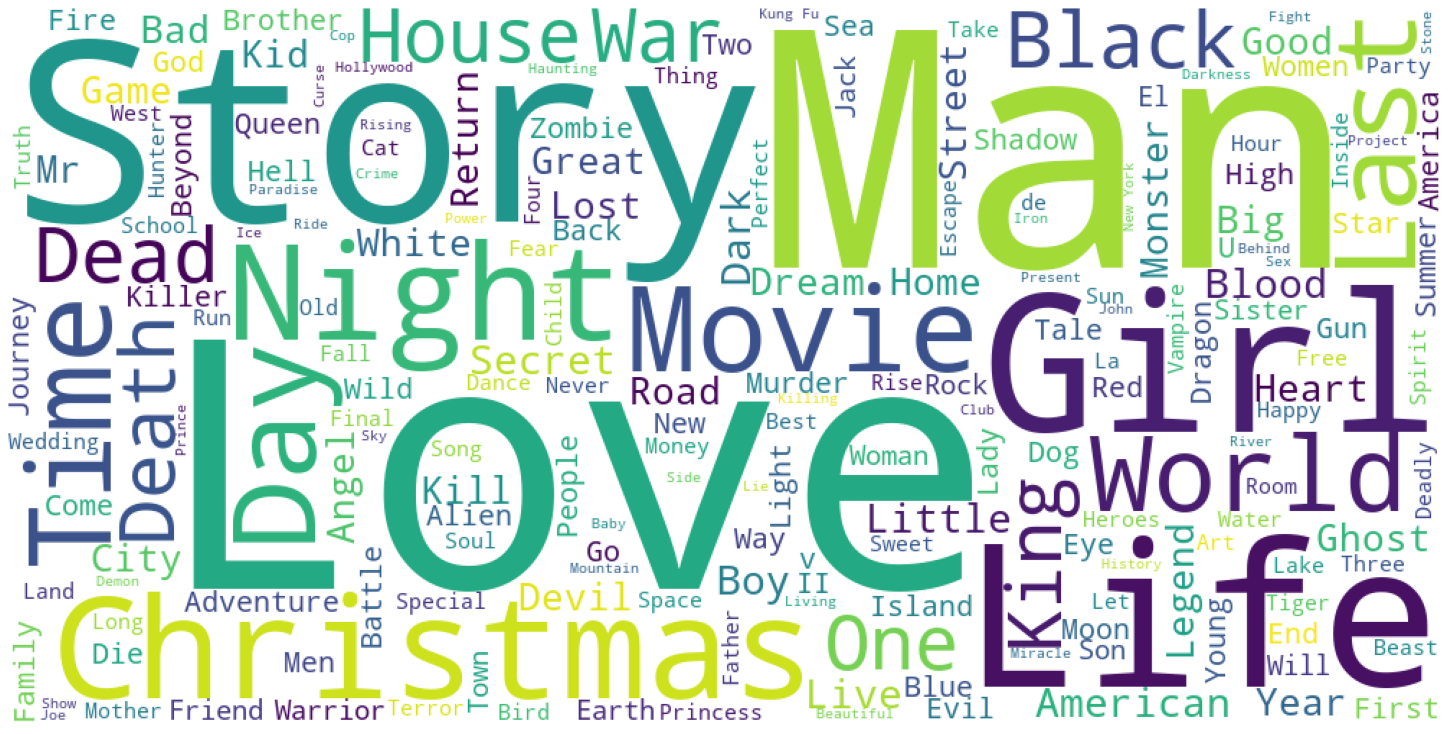 Fire
Bad
Brother
Cop
House
War
Kung Fu
Two
Sea
Take
Black
Fight
Good
Stone
Story
Man
Last
God
Kid
Hollywood
Haunting
Thing
Jack
Street
Darkness
Women
Party
Game
West
Queen
Curse
Rising
Return
Zombie
El
America
Truth
Mr
Hunter
Beyond
Hell
Cat
Crime
Paradise
Great
Perfect
Shadow
Monster
Hour
Inside
Project
High
School
Power
Four
Lost
Dark
Escape
de
Iron
New York
Big
Star
Dead
Ice
Ride
White
Fear
Back
U
Behind
Sex
Summer
Night
Killer
Dream
Home
Present
Blood
Journey
Time
Death
Run
Old
Child
Movie
Sun
John
Sister
Girl
Gun
Day
Fall
Secret
Tale
La
Vampire
Dragon
Free
Spirit
Wild
Dance
Never
Road
Murder
Killing
Rise
Rock
Red
Heart
Wedding
Prince
Sky
Final
Love
New
Best
Club
Happy
Angel
Song
People
Money
Light
Woman
Lady
Dog
World
River
Deadly
Come
Kill
Alien
Side
Lie
King
Room
City
Soul
Baby
Way
Little
Heroes
Water
Art
Ghost
Demon
Go
Mountain
v
II
Sweet
Eye
Legend
History
Lake
Three
Land
Adventure
Battle
Special
Devil
Space
Boy
Living
Island
Life
Let
Young
Tiger
Family
Long
Christmas
Father
One
Moon
Son
Miracle
End
Die
Men
Town
Will
Beast
Show
Joe
Mother
Friend
Warrior
Terror
Bird
Earth
Princess
Live
Beautiful
Blue
Evil
American
Year
First